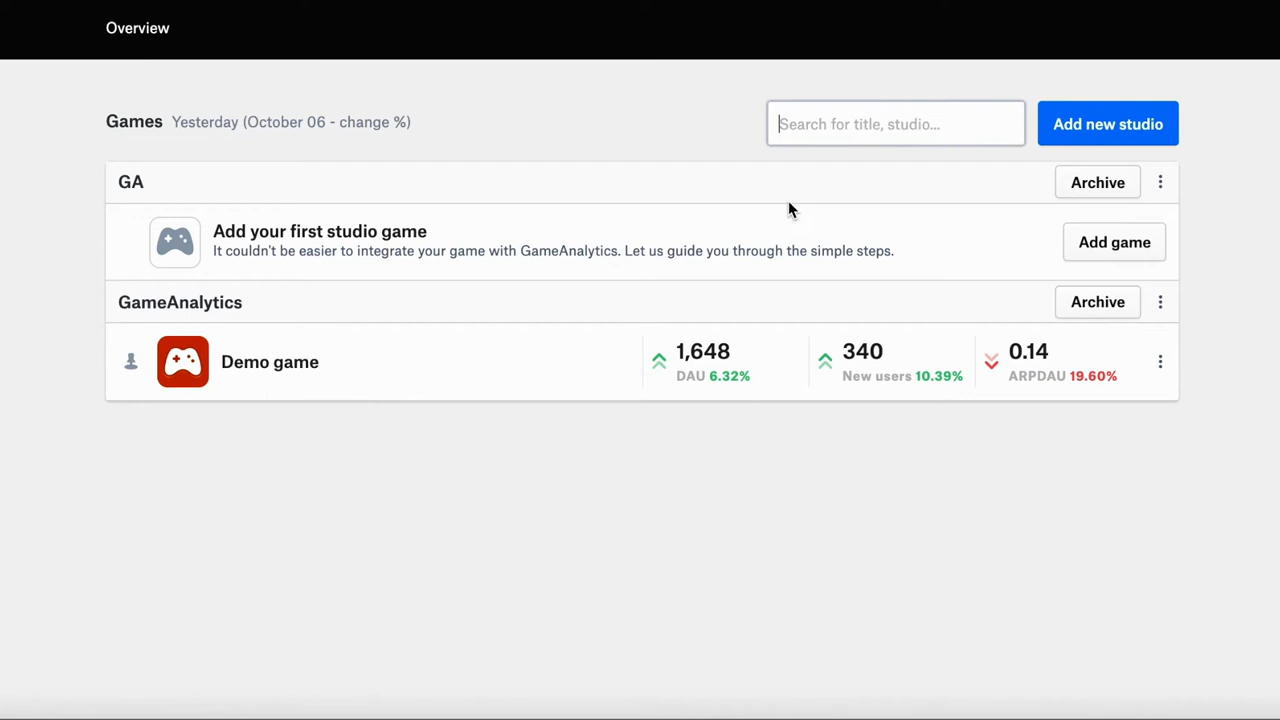 Overview
Games Yesterday (October 06 - change %)
Search for title, studio...
Add new studio
GA
Archive
Add your first studio game
It couldn't be easier to integrate your game with GameAnalytics. Let us guide you through the simple steps.
Add game
GameAnalytics
Archive
Demo game
1,648
DAU 6.32%
340
New users 10.39%
0.14
ARPDAU 19.60%